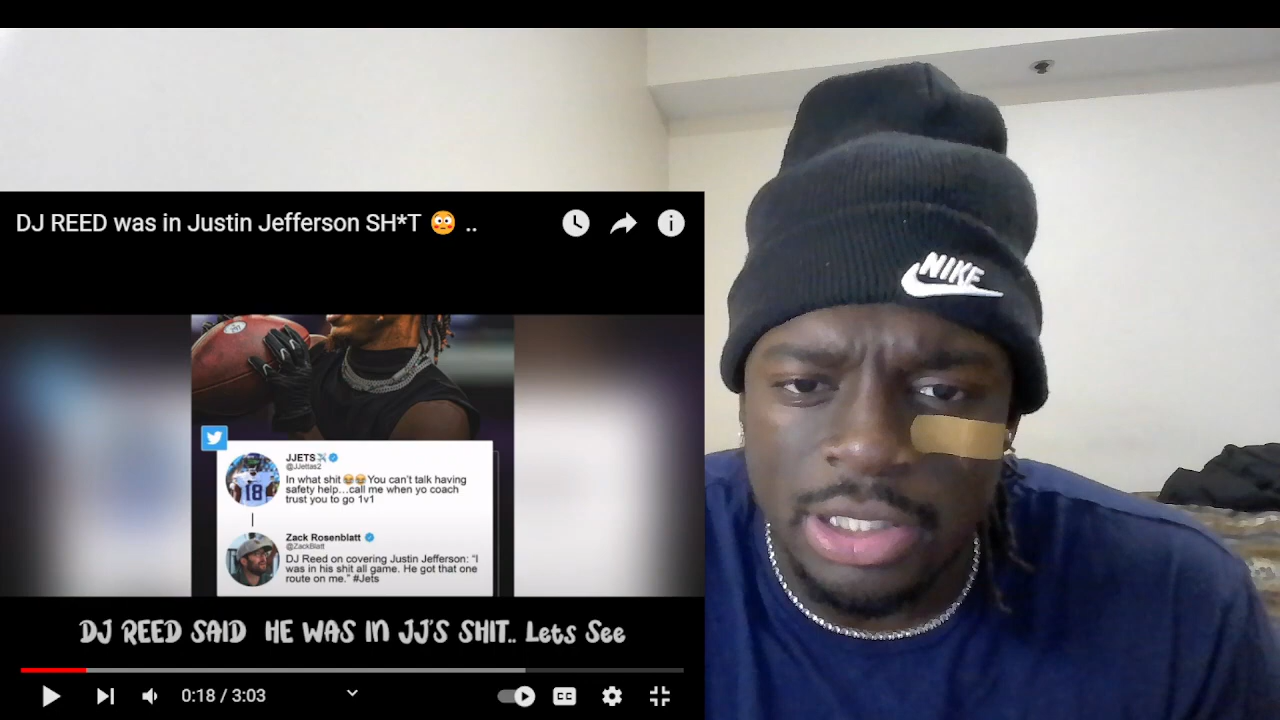 DJ REED was in Justin Jefferson SH*T 😳 ..
NIKE
JJETS✈️
@JJettas2
In what shit😂😂You can't talk having
safety help...call me when yo coach
trust you to go 1v1
18
Zack Rosenblatt
@ZackBlatt
DJ Reed on covering Justin Jefferson: "I
was in his shit all game. He got that one
route on me." #Jets
DJ REED SAID HE WAS IN JJ'S SHIT.. Lets See
0:18 / 3:03
CC